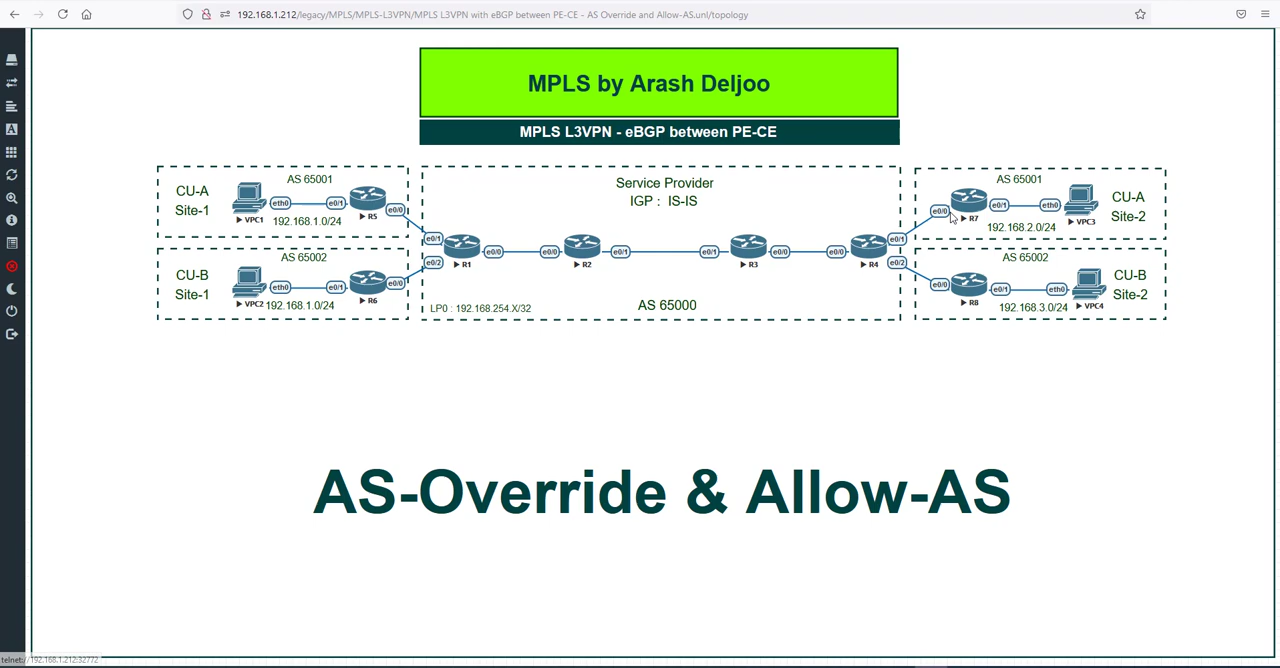 192.168.1.212/legacy/MPLS/MPLS-L3VPN/MPLS L3VPN with eBGP between PE-CE - AS Override and Allow-AS.unl/topology
MPLS by Arash Deljoo
MPLS L3VPN - eBGP between PE-CE
CU-A
Site-1
AS 65001
VPC1
eth0
e0/1
R5
e0/0
192.168.1.0/24
CU-B
Site-1
AS 65002
VPC2
eth0
e0/1
R6
e0/0
192.168.1.0/24
Service Provider
IGP : IS-IS
e0/1
e0/2
R1
e0/0
e0/0
R2
e0/1
e0/1
R3
e0/0
e0/0
R4
e0/1
e0/2
LP0 : 192.168.254.X/32
AS 65000
AS 65001
e0/0
R7
e0/1
eth0
VPC3
192.168.2.0/24
CU-A
Site-2
AS 65002
e0/0
R8
e0/1
eth0
VPC4
192.168.3.0/24
CU-B
Site-2
AS-Override & Allow-AS
telnet://192.168.1.212:32772